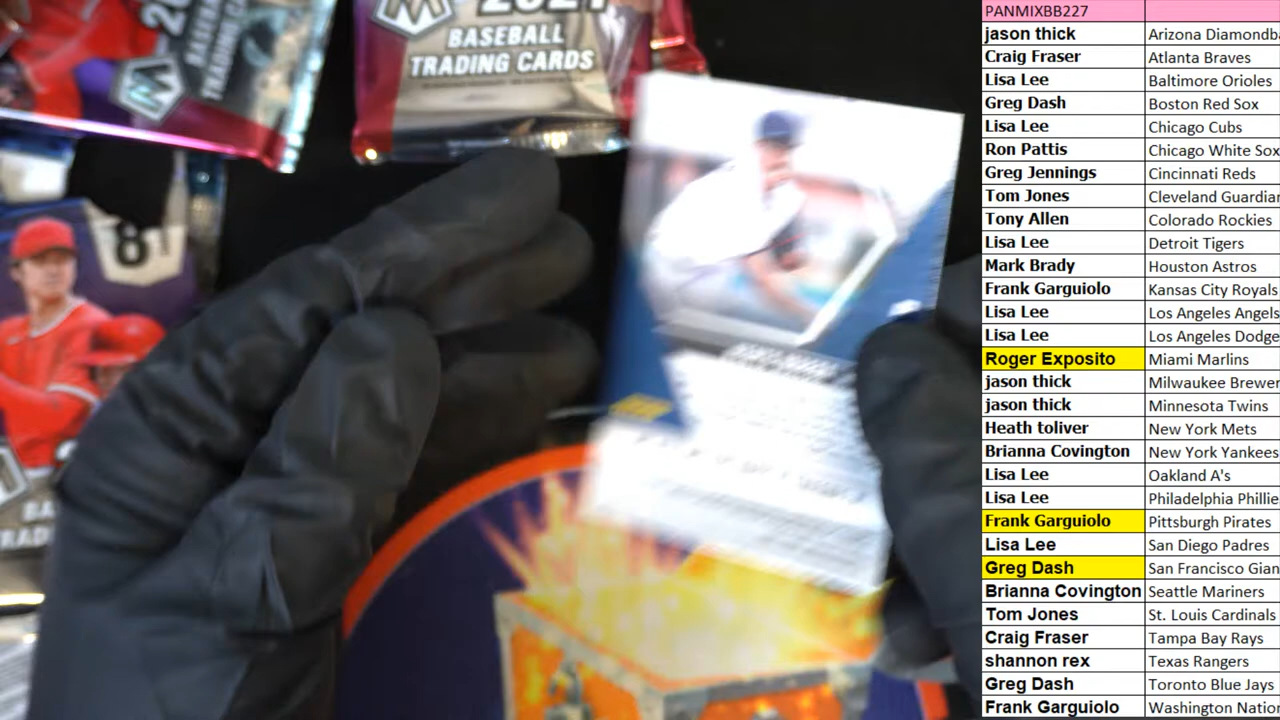 2021
BASEBALL
TRADING CARDS
PANMIXBB227
jason thick Arizona Diamondba
Craig Fraser Atlanta Braves
Lisa Lee Baltimore Orioles
Greg Dash Boston Red Sox
Lisa Lee Chicago Cubs
Ron Pattis Chicago White Sox
Greg Jennings Cincinnati Reds
Tom Jones Cleveland Guardian
Tony Allen Colorado Rockies
Lisa Lee Detroit Tigers
Mark Brady Houston Astros
Frank Garguiolo Kansas City Royals
Lisa Lee Los Angeles Angels
Lisa Lee Los Angeles Dodge
Roger Exposito Miami Marlins
jason thick Milwaukee Brewer
jason thick Minnesota Twins
Heath toliver New York Mets
Brianna Covington New York Yankees
Lisa Lee Oakland A's
Lisa Lee Philadelphia Phillie
Frank Garguiolo Pittsburgh Pirates
Lisa Lee San Diego Padres
Greg Dash San Francisco Gian
Brianna Covington Seattle Mariners
Tom Jones St. Louis Cardinals
Craig Fraser Tampa Bay Rays
shannon rex Texas Rangers
Greg Dash Toronto Blue Jays
Frank Garguiolo Washington Natio